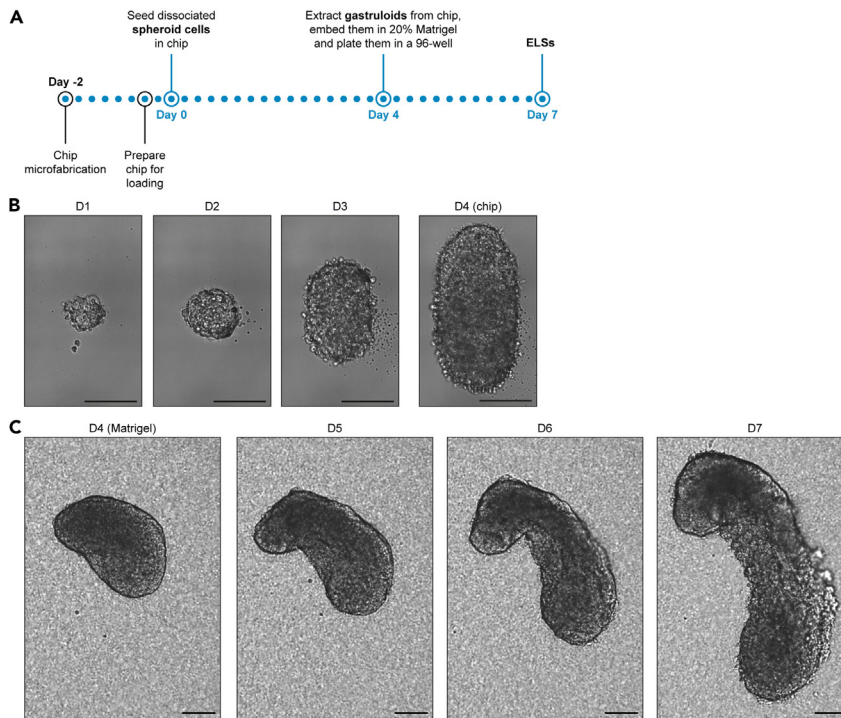 A
Seed dissociated
spheroid cells
in chip
Extract gastruloids from chip,
embed them in 20% Matrigel
and plate them in a 96-well
ELSs
Day -2
Day 0
Day 4
Day 7
Chip
microfabrication
Prepare
chip for
loading
B
D1
D2
D3
D4 (chip)
C
D4 (Matrigel)
D5
D6
D7